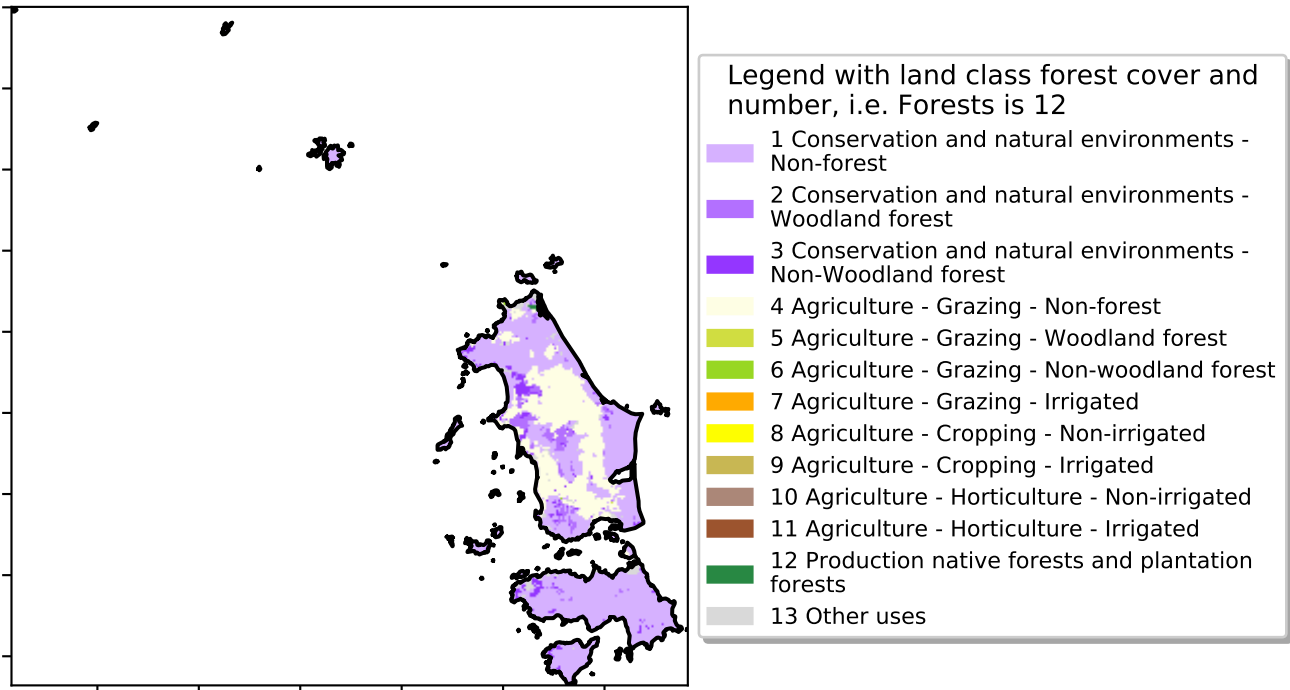 Legend with land class forest cover and
number, i.e. Forests is 12
1 Conservation and natural environments -
Non-forest
2 Conservation and natural environments -
Woodland forest
3 Conservation and natural environments -
Non-Woodland forest
4 Agriculture - Grazing - Non-forest
5 Agriculture - Grazing - Woodland forest
6 Agriculture - Grazing - Non-woodland forest
7 Agriculture - Grazing - Irrigated
8 Agriculture - Cropping - Non-irrigated
9 Agriculture - Cropping - Irrigated
10 Agriculture - Horticulture - Non-irrigated
11 Agriculture - Horticulture - Irrigated
12 Production native forests and plantation
forests
13 Other uses